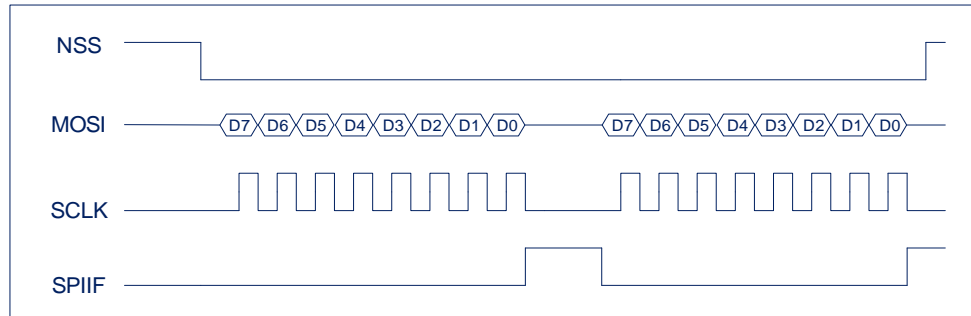 NSS
MOSI D7 D6 D5 D4 D3 D2 D1 D0 D7 D6 D5 D4 D3 D2 D1 D0
SCLK
SPIIF